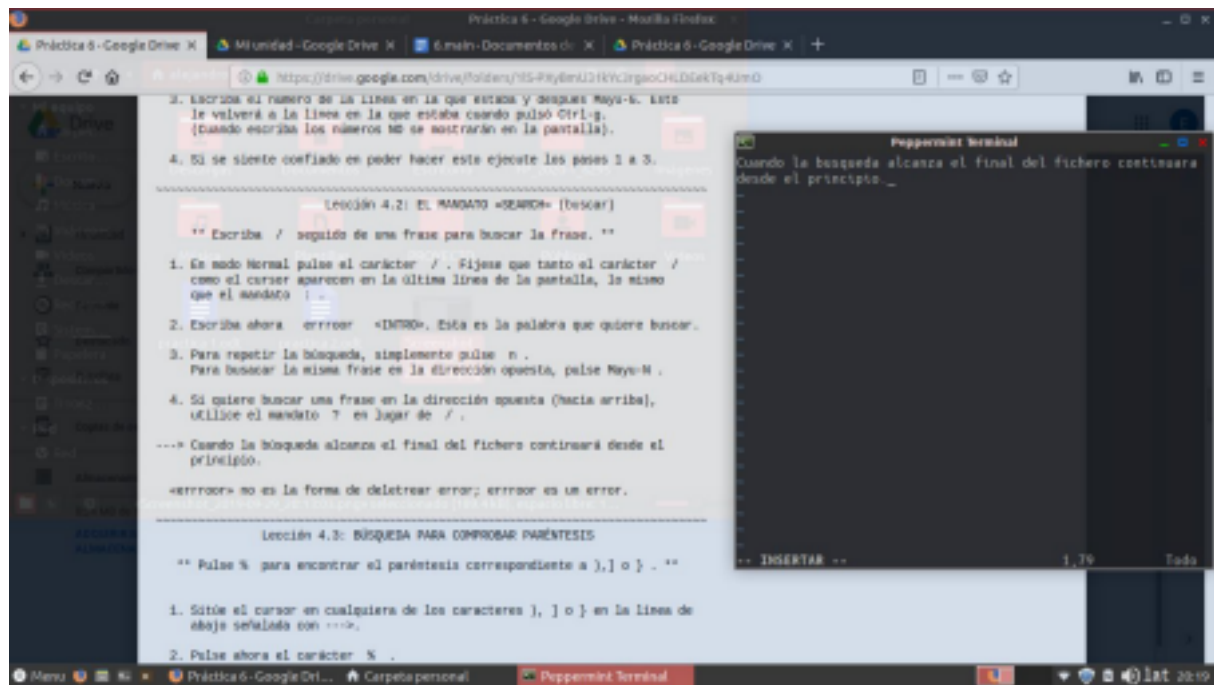 Carpeta personal
Práctica 6 - Google Drive - Mozilla Firefox
Práctica 6 - Google Drive
Mi unidad - Google Drive
6.main - Documentos de
Práctica 6 - Google Drive
3. Escriba el número de la línea en la que estaba y después Mayu-G. Esto
le volverá a la línea en la que estaba cuando pulsó Ctrl-g.
(Cuando escriba los números NO se mostrarán en la pantalla).
4. Si se siente confiado en poder hacer esto ejecute los pasos 1 a 3.
~~~~~~~~~~~~~~~~~~~~~~~~~~~~~~~~~~~~~~~~~~~~~~~~~~~~~~~~~~~~~~~~~~~~~~~~~~~~
Lección 4.2: EL MANDATO «SEARCH» (buscar)
** Escriba / seguido de una frase para buscar la frase. **
1. En modo Normal pulse el carácter / . Fíjese que tanto el carácter /
como el cursor aparecen en la última línea de la pantalla, lo mismo
que el mandato : .
2. Escriba ahora errroor <INTRO>. Esta es la palabra que quiere buscar.
3. Para repetir la búsqueda, simplemente pulse n .
Para busacar la misma frase en la dirección opuesta, pulse Mayu-N .
4. Si quiere buscar una frase en la dirección opuesta (hacia arriba),
utilice el mandato ? en lugar de / .
---> Cuando la búsqueda alcanza el final del fichero continuará desde el
principio.
«errroor» no es la forma de deletrear error; errroor es un error.
~~~~~~~~~~~~~~~~~~~~~~~~~~~~~~~~~~~~~~~~~~~~~~~~~~~~~~~~~~~~~~~~~~~~~~~~~~~~
Lección 4.3: BÚSQUEDA PARA COMPROBAR PARÉNTESIS
** Pulse % para encontrar el paréntesis correspondiente a ),] o } . **
1. Sitúe el cursor en cualquiera de los caracteres ), ] o } en la línea de
abajo señalada con --->.
2. Pulse ahora el carácter % .
Drive
Peppermint Terminal
Cuando la busqueda alcanza el final del fichero continuara
desde el principio._
-- INSERTAR --
1,79
Todo
Menu
Práctica 6 - Google Dri...
Carpeta personal
Peppermint Terminal
lat
20:19